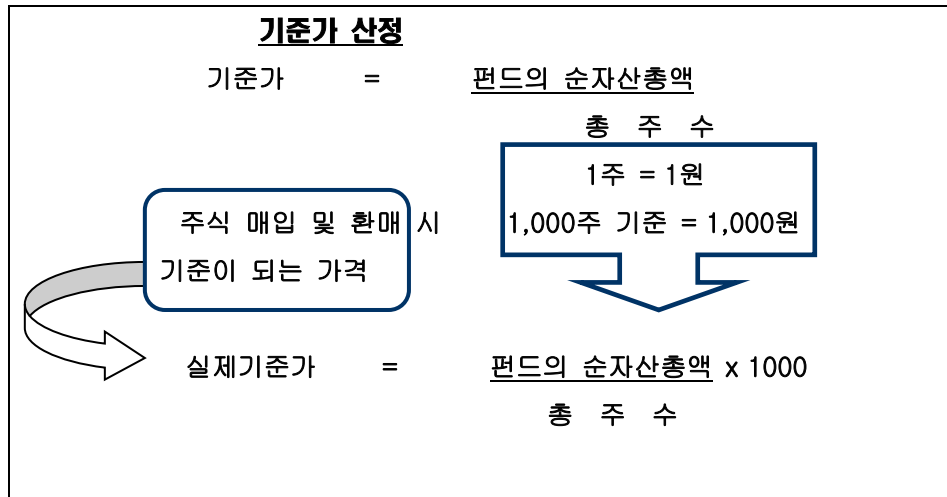 기준가 산정
기준가 = 펀드의 순자산총액
총 주 수
1주 = 1원
1,000주 기준 = 1,000원
주식 매입 및 환매 시
기준이 되는 가격
실제기준가 = 펀드의 순자산총액 x 1000
총 주 수